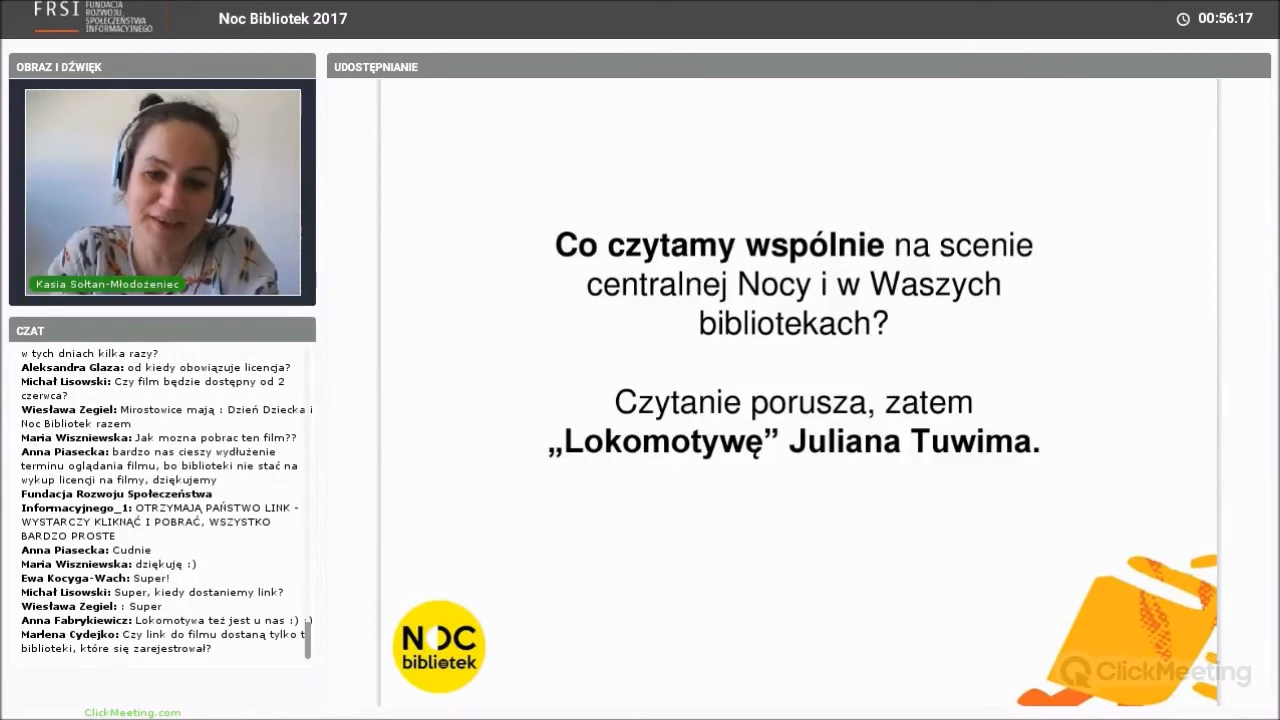 FRSI
FUNDACJA
ROZWOJU
SPOŁECZEŃSTWA
INFORMACYJNEGO
Noc Bibliotek 2017
00:56:17
OBRAZ I DŹWIĘK
UDOSTĘPNIANIE
Kasia Sołtan-Młodożeniec
CZAT
w tych dniach kilka razy?
Aleksandra Glaza: od kiedy obowiązuje licencja?
Michał Lisowski: Czy film będzie dostępny od 2
czerwca?
Wiesława Zegiel: Mirostowice mają : Dzień Dziecka i
Noc Bibliotek razem
Maria Wiszniewska: Jak mozna pobrac ten film??
Anna Piasecka: bardzo nas cieszy wydłużenie
terminu oglądania filmu, bo biblioteki nie stać na
wykup licencji na filmy, dziękujemy
Fundacja Rozwoju Społeczeństwa
Informacyjnego_1: OTRZYMAJĄ PAŃSTWO LINK -
WYSTARCZY KLIKNĄĆ I POBRAĆ, WSZYSTKO
BARDZO PROSTE
Anna Piasecka: Cudnie
Maria Wiszniewska: dziękuję :)
Ewa Kocyga-Wach: Super!
Michał Lisowski: Super, kiedy dostaniemy link?
Wiesława Zegiel: : Super
Anna Fabrykiewicz: Lokomotywa też jest u nas :) :)
Marlena Cydejko: Czy link do filmu dostaną tylko t
biblioteki, które się zarejestrował?
ClickMeeting.com
Co czytamy wspólnie na scenie
centralnej Nocy i w Waszych
bibliotekach?
Czytanie porusza, zatem
„Lokomotywę” Juliana Tuwima.
NOC
bibliotek
ClickMeeting